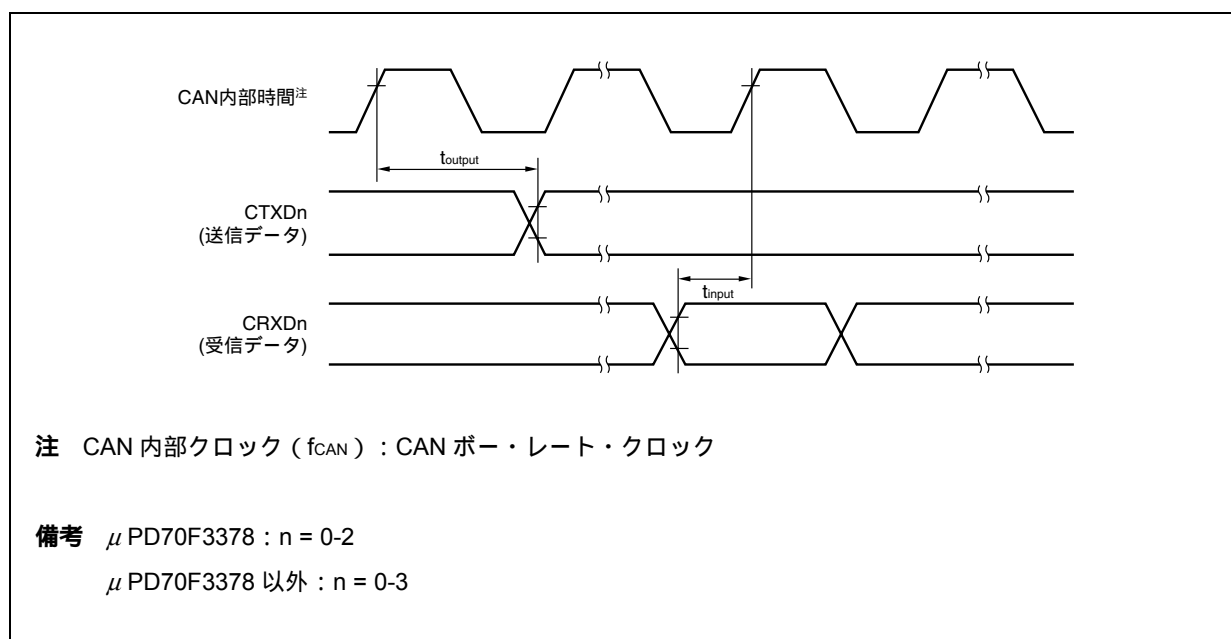 CAN内部時間注
toutput
CTXDn
(送信データ)
tinput
CRXDn
(受信データ)
注 CAN 内部クロック(fCAN):CAN ボー・レート・クロック
備考 μ PD70F3378:n = 0-2
μ PD70F3378 以外:n = 0-3